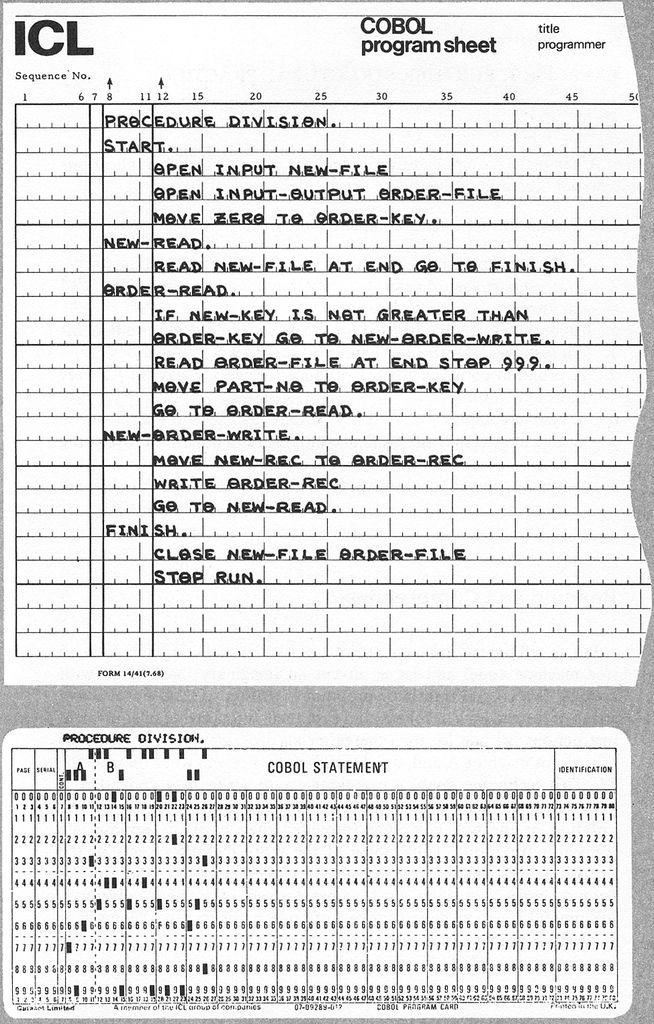 ICL
COBOL
program sheet
title
programmer
Sequence No.
1 6 7 8 11 12 15 20 25 30 35 40 45
PROCEDURE DIVISION.
START.
OPEN INPUT NEW-FILE
OPEN INPUT-OUTPUT ORDER-FILE
MOVE ZERO TO ORDER-KEY.
NEW-READ.
READ NEW-FILE AT END GO TO FINISH.
ORDER-READ.
IF NEW-KEY IS NOT GREATER THAN
ORDER-KEY GO TO NEW-ORDER-WRITE.
READ ORDER-FILE AT END STOP 999.
MOVE PART-NO TO ORDER-KEY
GO TO ORDER-READ.
NEW-ORDER-WRITE.
MOVE NEW-REC TO ORDER-REC
WRITE ORDER-REC
GO TO NEW-READ.
FINISH.
CLOSE NEW-FILE ORDER-FILE
STOP RUN.
FORM 14/41(7.68)
PROCEDURE DIVISION.
PAGE SERIAL CONT. A B COBOL STATEMENT IDENTIFICATION
Limited A member of the ICL group of companies COBOL PROGRAM CARD Printed in the U.K.